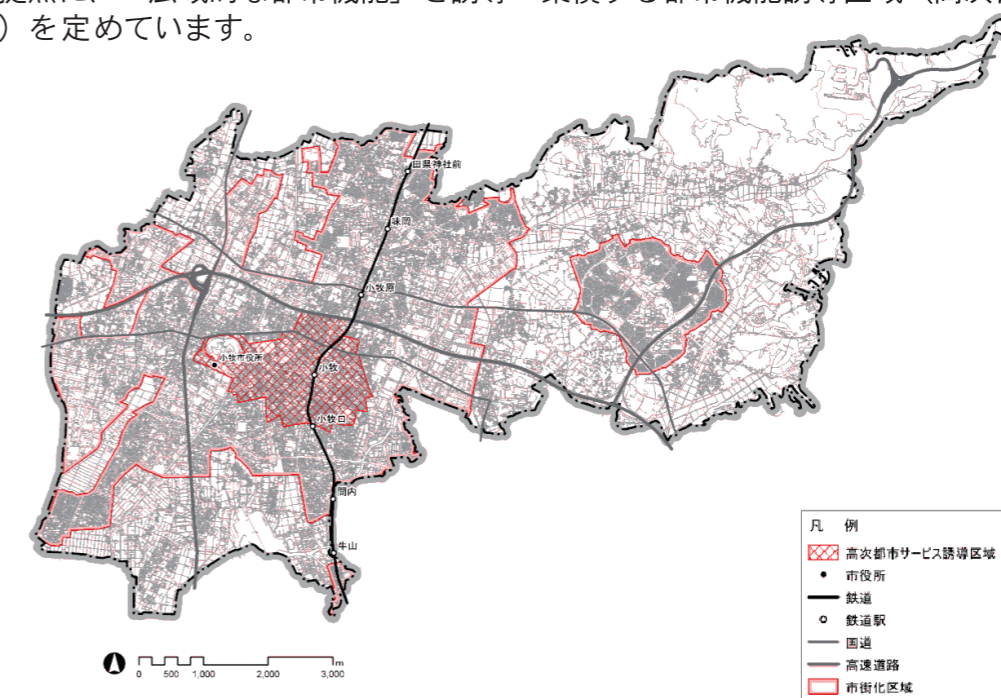 を定めています。
田県神社前
味岡
小牧原
小牧市役所
小牧
小牧口
間内
牛山
凡 例
高次都市サービス誘導区域
市役所
鉄道
鉄道駅
国道
高速道路
市街化区域
0 500 1,000 2,000 3,000 m